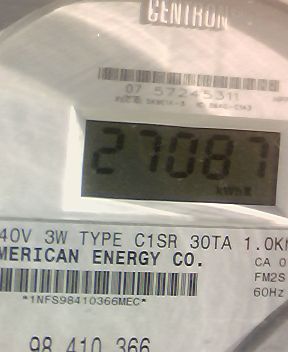 CENTRON
07 57245311
27087
kWhR
40V 3W TYPE C1SR 30TA 1.0K
MERICAN ENERGY CO.
CA 0
FM2S
60Hz
*1NFS98410366MEC*
98 410 366